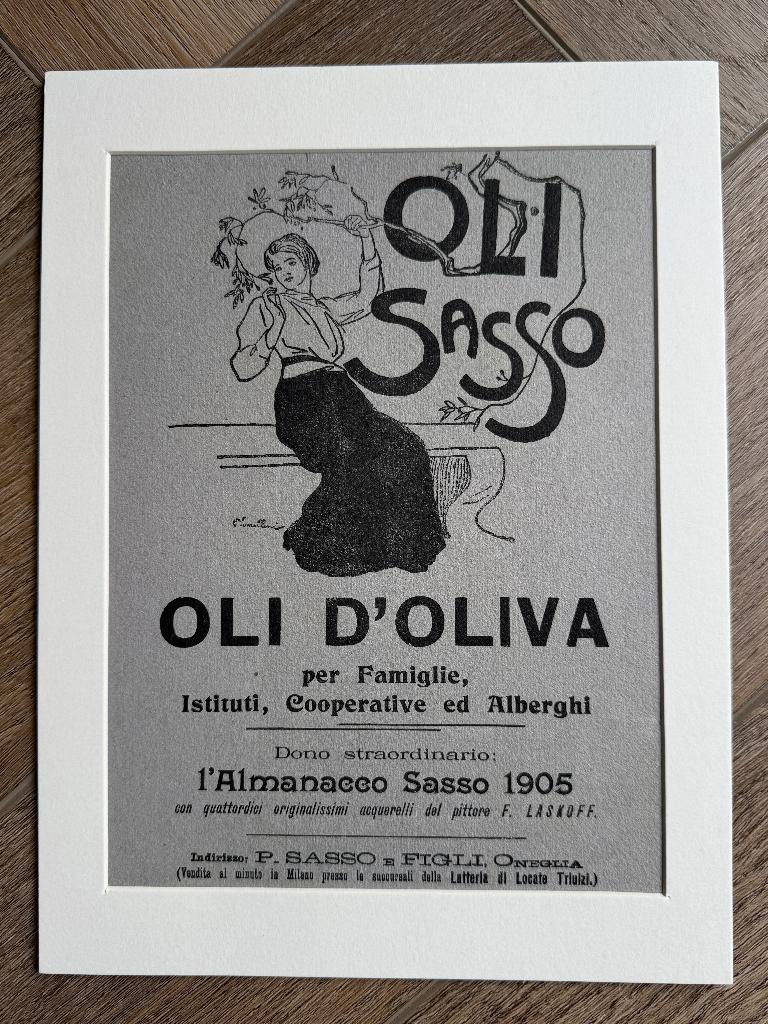 OLI
SASSO
OLI D'OLIVA
per Famiglie,
Istituti, Cooperative ed Alberghi
Dono straordinario:
l'Almanacco Sasso 1905
con quattordici originalissimi acquerelli del pittore F. LASKOFF.
Indirizzo: P. SASSO E FIGLI, ONEGLIA
(Vendita al minuto in Milano presso le succursali della Latteria di Locate Triulzi.)